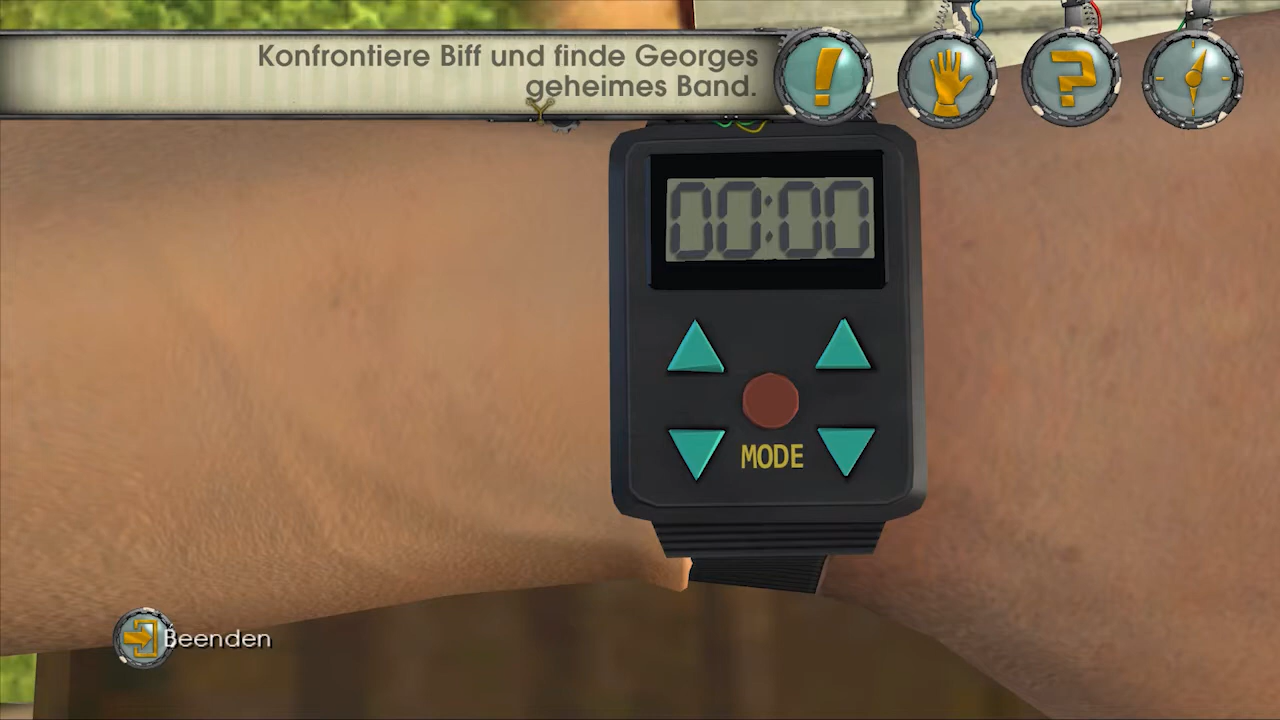 Konfrontiere Biff und finde Georges
geheimes Band.
00:00
MODE
Beenden